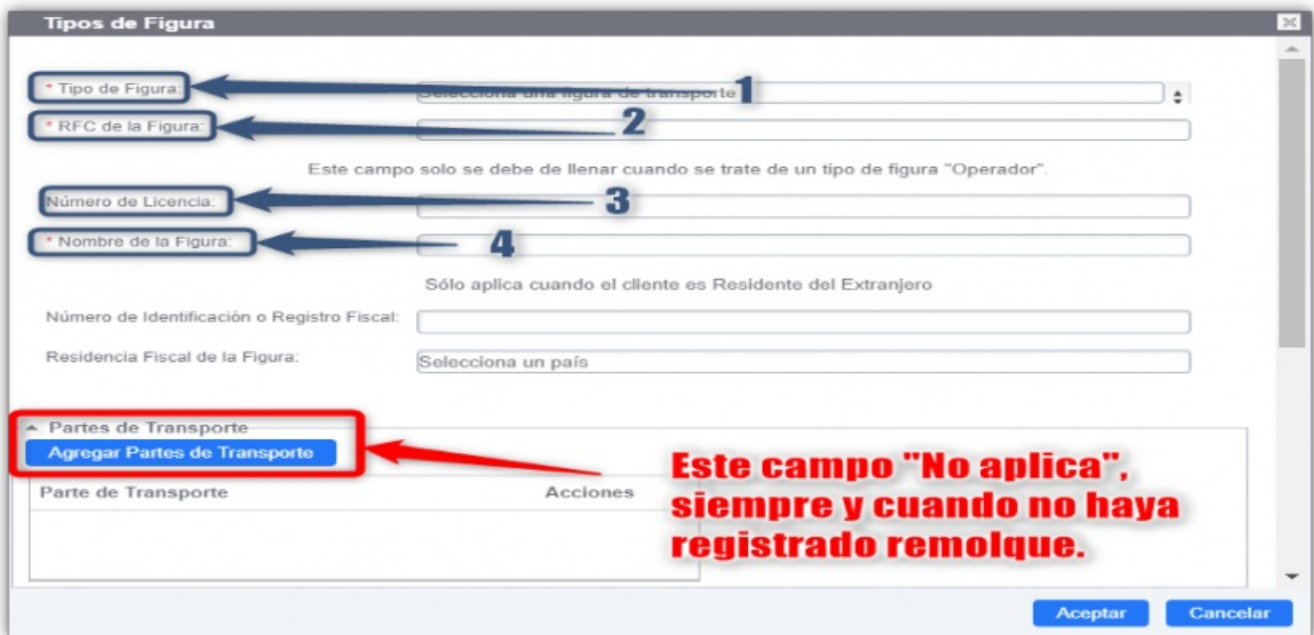 Tipos de Figura
* Tipo de Figura:
Selecciona una figura de transporte
1
* RFC de la Figura:
2
Este campo solo se debe de llenar cuando se trate de un tipo de figura "Operador".
Número de Licencia:
3
* Nombre de la Figura:
4
Sólo aplica cuando el cliente es Residente del Extranjero
Número de Identificación o Registro Fiscal:
Residencia Fiscal de la Figura:
Selecciona un país
Partes de Transporte
Agregar Partes de Transporte
Parte de Transporte
Acciones
Este campo "No aplica",
siempre y cuando no haya
registrado remolque.
Aceptar
Cancelar